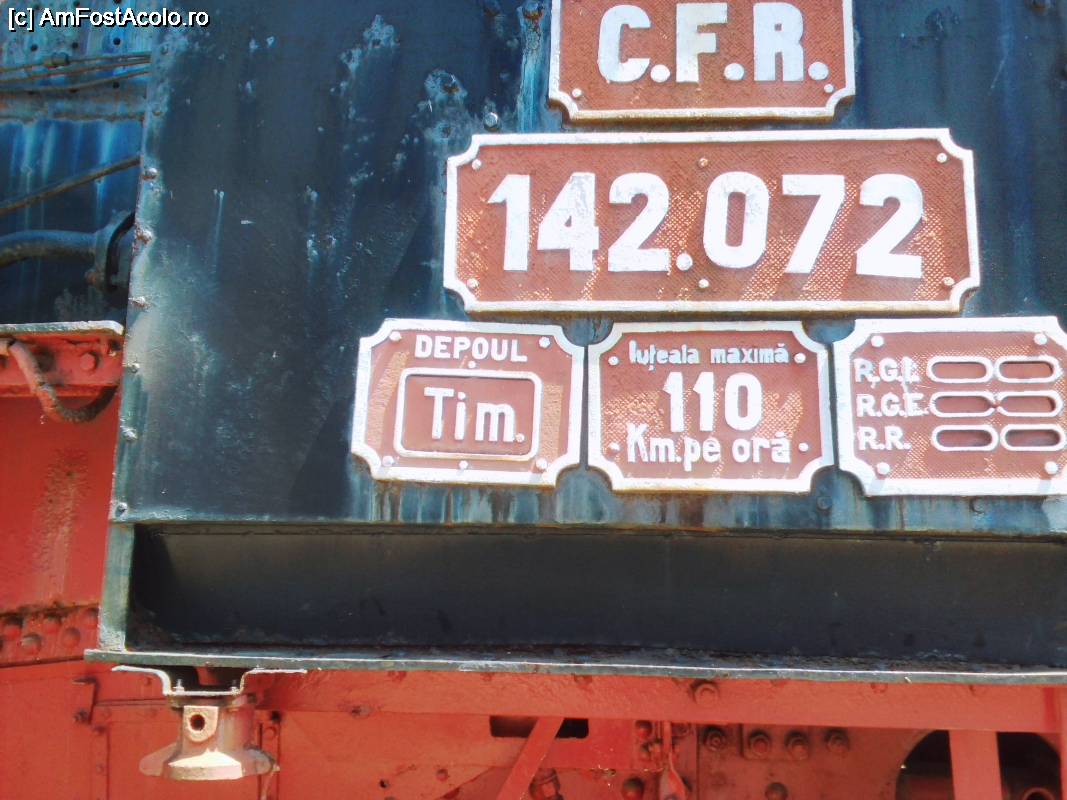 [c] AmFostAcolo.ro
C.F.R.
142.072
DEPOUL
Tim.
Iuțeala maximă
110
Km.pe oră
R.G.L.
R.G.E.
R.R.